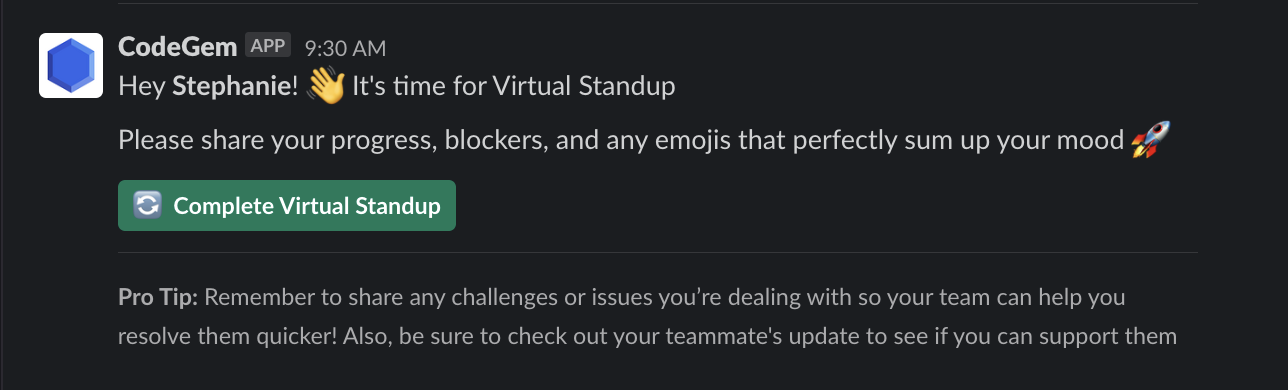 CodeGem APP 9:30 AM
Hey Stephanie! 👋 It's time for Virtual Standup
Please share your progress, blockers, and any emojis that perfectly sum up your mood 🚀
🔄 Complete Virtual Standup
Pro Tip: Remember to share any challenges or issues you’re dealing with so your team can help you
resolve them quicker! Also, be sure to check out your teammate's update to see if you can support them